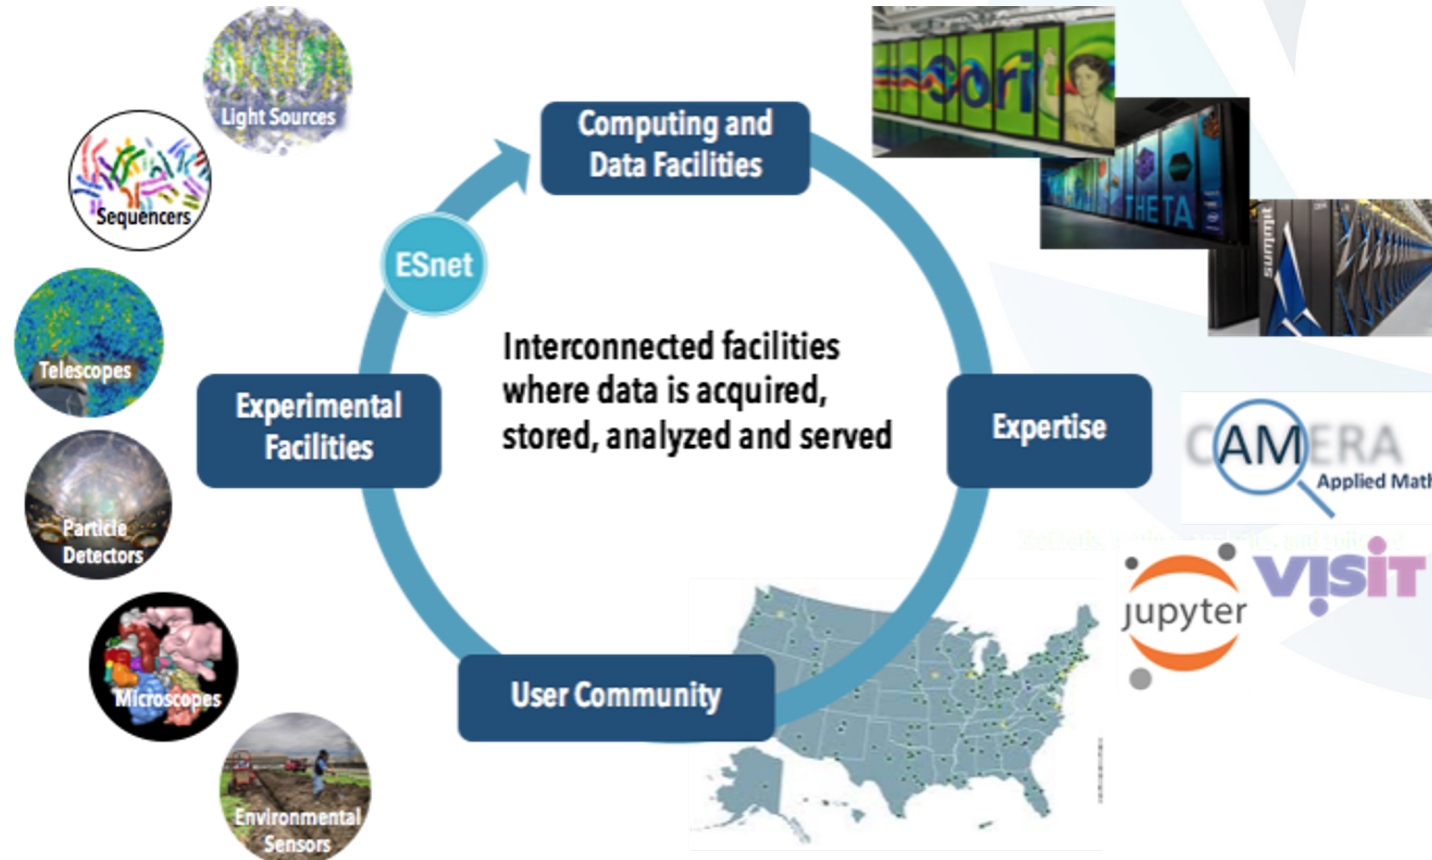 Light Sources
Sequencers
Telescopes
Particle
Detectors
Microscopes
Environmental
Sensors
Computing and
Data Facilities
ESnet
Experimental
Facilities
Interconnected facilities
where data is acquired,
stored, analyzed and served
Expertise
User Community
cori
THETA
summit
CAMERA
Applied Math
jupyter
VISIT